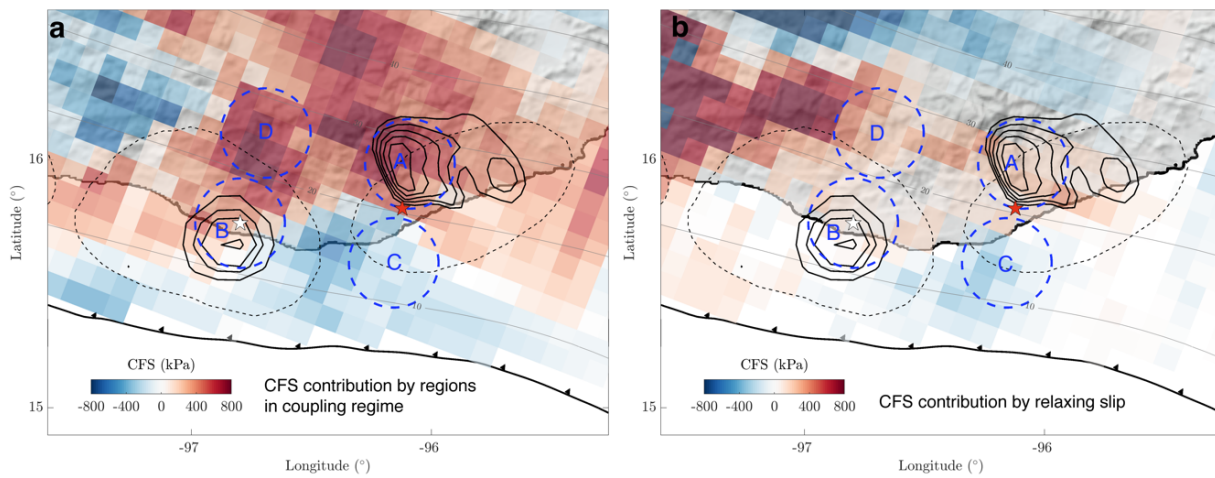 a
40
D
A
30
16
20
B
C
10
CFS (kPa)
-800 -400 0 400 800
CFS contribution by regions
in coupling regime
15
-97
-96
Longitude (°)
Latitude (°)
b
40
D
A
30
16
20
B
C
10
CFS (kPa)
-800 -400 0 400 800
CFS contribution by relaxing slip
15
-97
-96
Longitude (°)
Latitude (°)